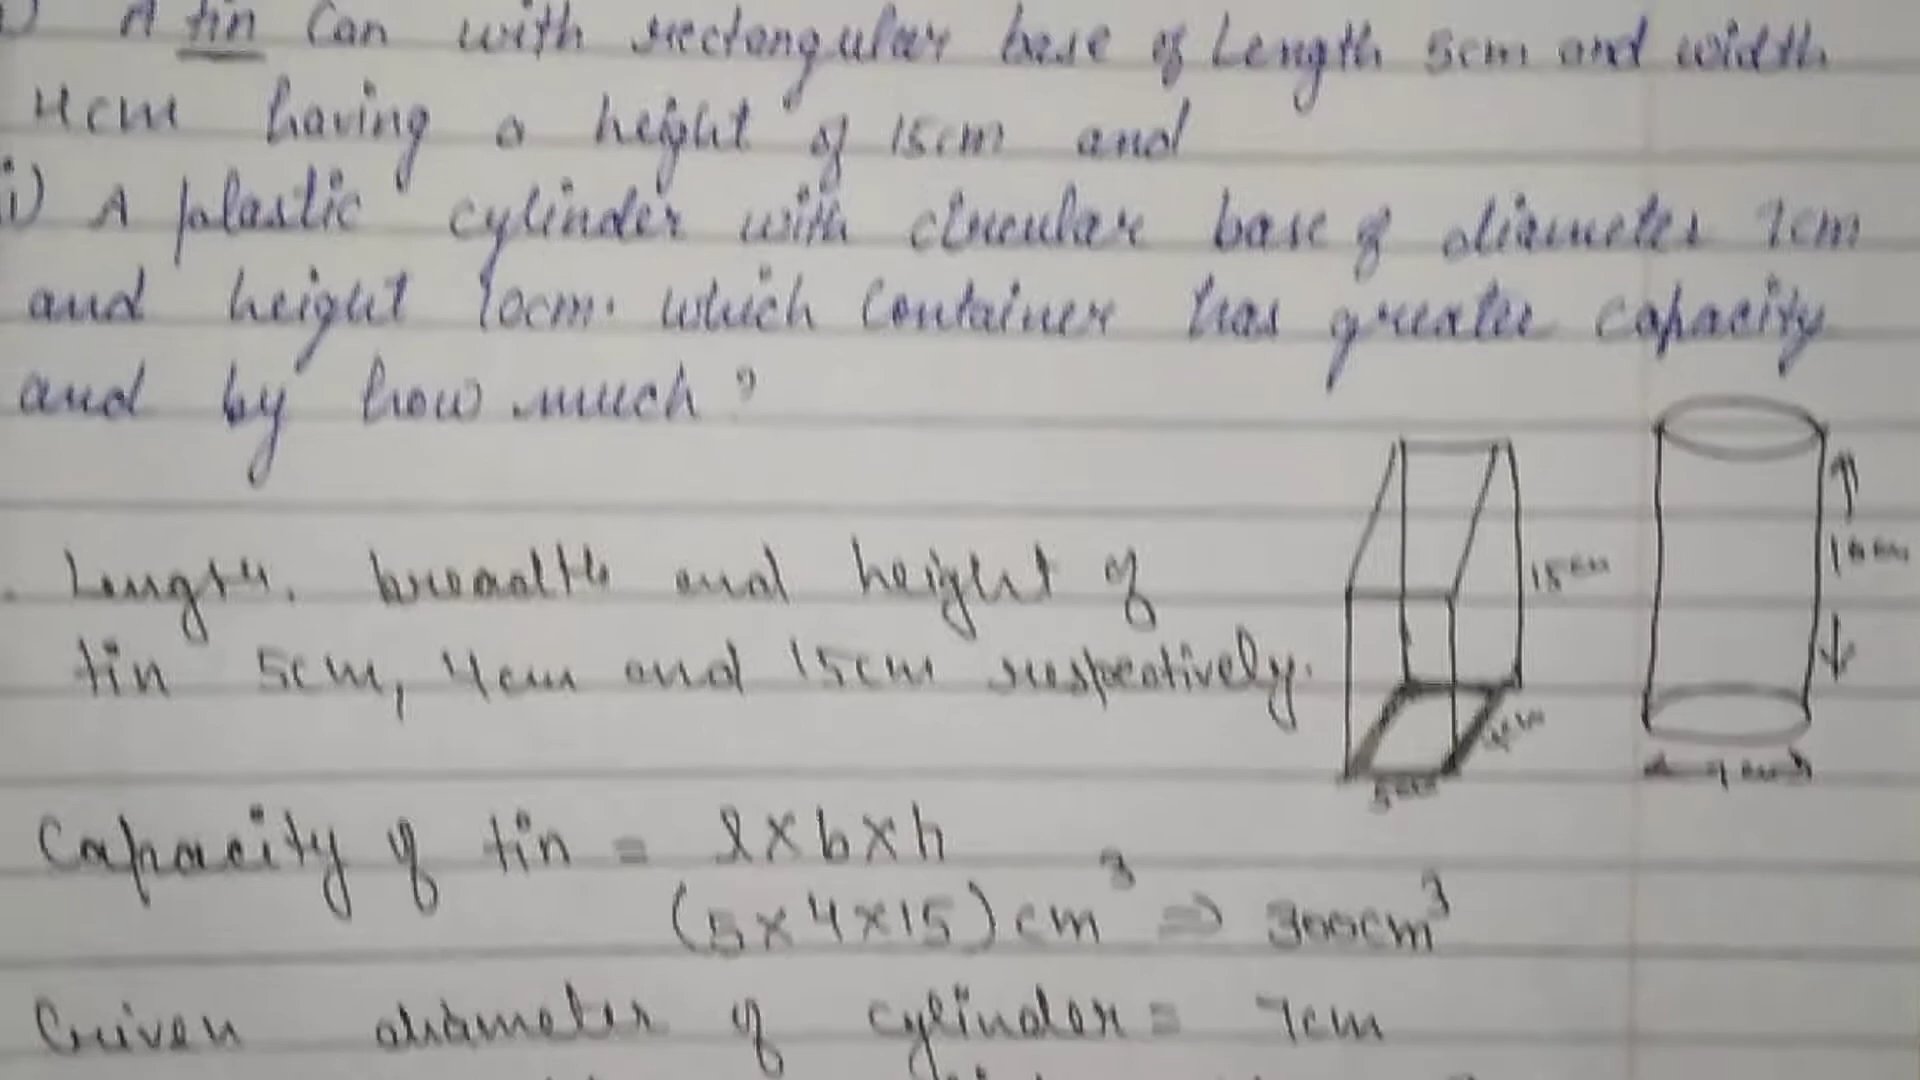 A tin Can with rectangular base of Length 5cm and width
4cm having a height of 15cm and
i) A plastic cylinder with circular base of diameter 7cm
and height 10cm. which Container has greater capacity
and by how much?
Length, breadth and height of
tin 5cm, 4cm and 15cm respectively.
15cm
10cm
4cm
5cm
7cm
Capacity of tin = l×b×h
(5×4×15) cm³ ⇒ 300cm³
Given diameter of cylinder = 7cm